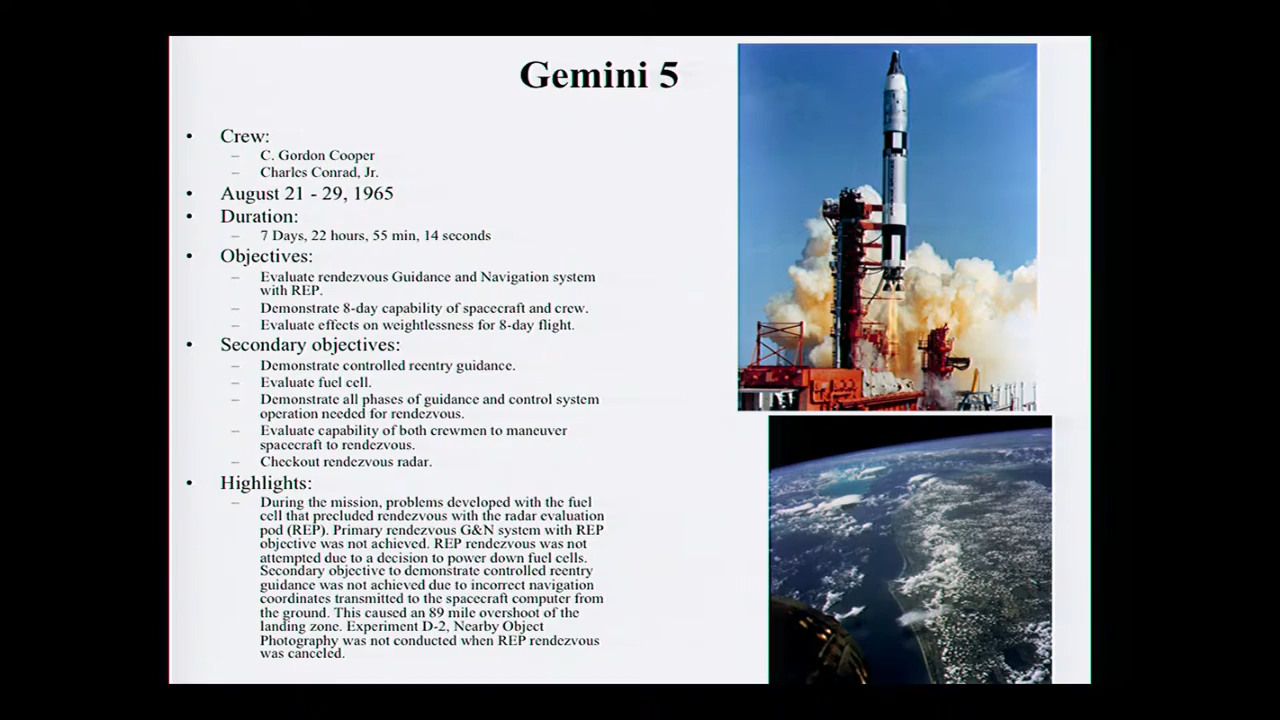 Gemini 5
• Crew:
– C. Gordon Cooper
– Charles Conrad, Jr.
• August 21 - 29, 1965
• Duration:
– 7 Days, 22 hours, 55 min, 14 seconds
• Objectives:
– Evaluate rendezvous Guidance and Navigation system
with REP.
– Demonstrate 8-day capability of spacecraft and crew.
– Evaluate effects on weightlessness for 8-day flight.
• Secondary objectives:
– Demonstrate controlled reentry guidance.
– Evaluate fuel cell.
– Demonstrate all phases of guidance and control system
operation needed for rendezvous.
– Evaluate capability of both crewmen to maneuver
spacecraft to rendezvous.
– Checkout rendezvous radar.
• Highlights:
– During the mission, problems developed with the fuel
cell that precluded rendezvous with the radar evaluation
pod (REP). Primary rendezvous G&N system with REP
objective was not achieved. REP rendezvous was not
attempted due to a decision to power down fuel cells.
Secondary objective to demonstrate controlled reentry
guidance was not achieved due to incorrect navigation
coordinates transmitted to the spacecraft computer from
the ground. This caused an 89 mile overshoot of the
landing zone. Experiment D-2, Nearby Object
Photography was not conducted when REP rendezvous
was canceled.